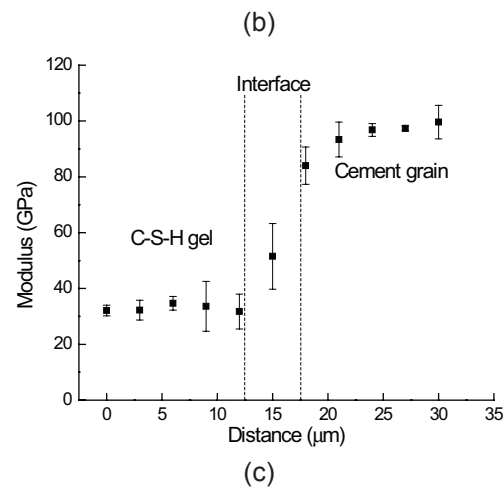 (b)
120
100
80
60
40
20
0
Modulus (GPa)
Interface
C-S-H gel
Cement grain
0 5 10 15 20 25 30 35
Distance (μm)
(c)